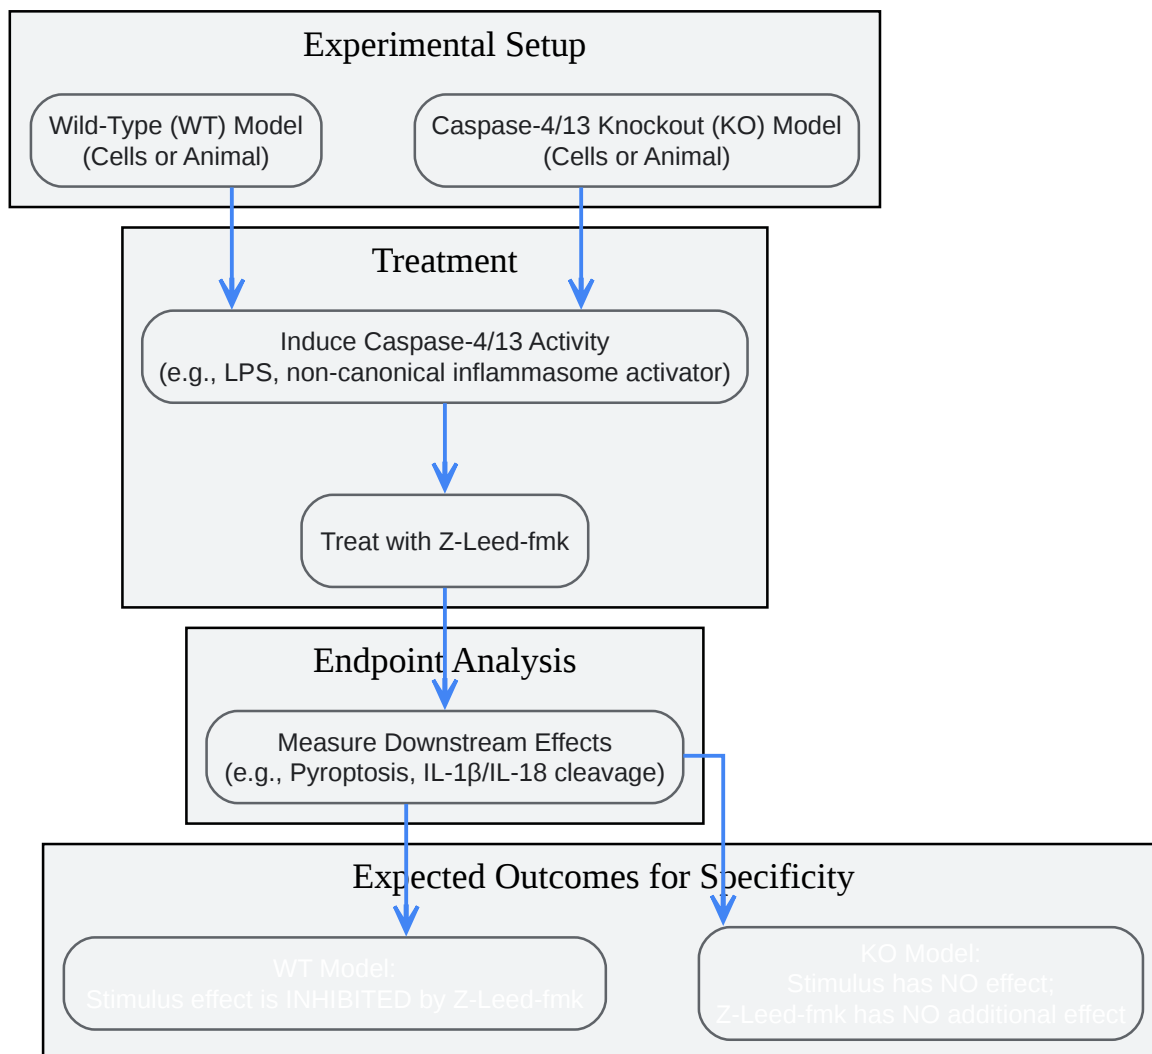 Experimental Setup
Wild-Type (WT) Model
(Cells or Animal)
Caspase-4/13 Knockout (KO) Model
(Cells or Animal)
Treatment
Induce Caspase-4/13 Activity
(e.g., LPS, non-canonical inflammasome activator)
Treat with Z-Leed-fmk
Endpoint Analysis
Measure Downstream Effects
(e.g., Pyroptosis, IL-1β/IL-18 cleavage)
Expected Outcomes for Specificity
WT Model:
Stimulus effect is INHIBITED by Z-Leed-fmk
KO Model:
Stimulus has NO effect;
Z-Leed-fmk has NO additional effect